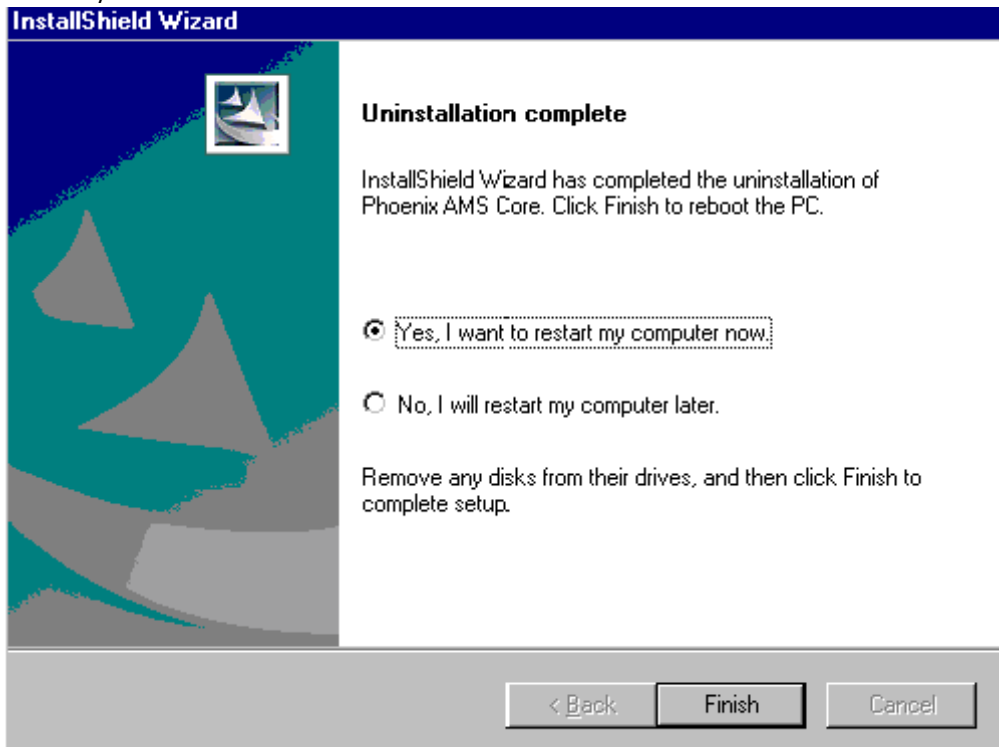 InstallShield Wizard
Uninstallation complete
InstallShield Wizard has completed the uninstallation of
Phoenix AMS Core. Click Finish to reboot the PC.
Yes, I want to restart my computer now.
No, I will restart my computer later.
Remove any disks from their drives, and then click Finish to
complete setup.
< Back Finish Cancel